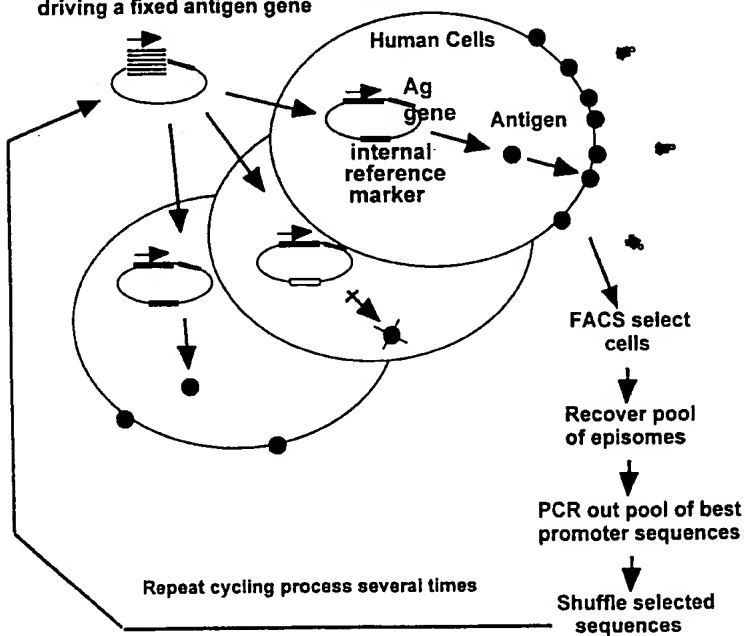 driving a fixed antigen gene
Human Cells
Ag
gene
Antigen
internal
reference
marker
FACS select
cells
Recover pool
of episomes
PCR out pool of best
promoter sequences
Shuffle selected
sequences
Repeat cycling process several times